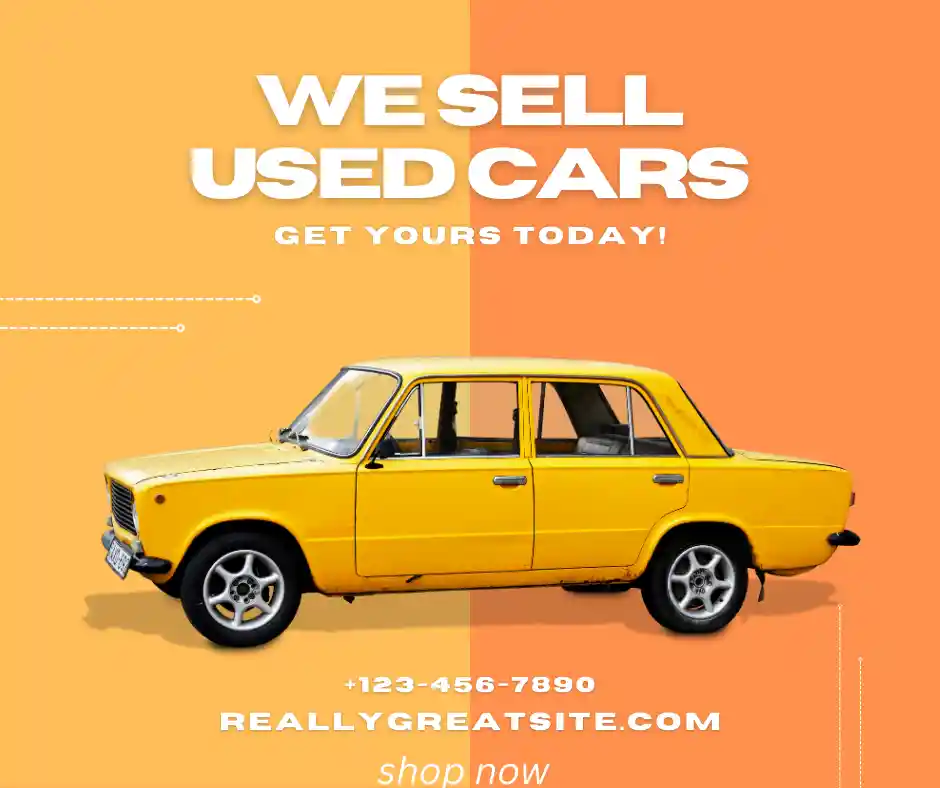 WE SELL
USED CARS
GET YOURS TODAY!
+123-456-7890
REALLYGREATSITE.COM
shop now